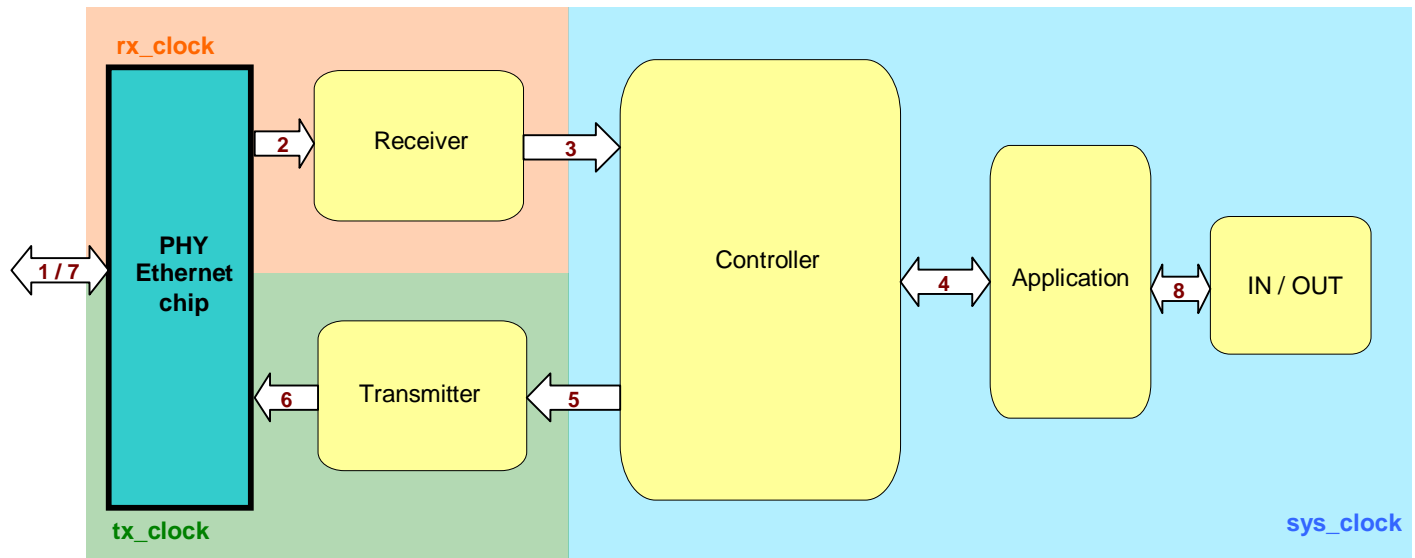 rx_clock
2
Receiver
3
PHY
Ethernet
chip
1 / 7
Controller
4
Application
8
IN / OUT
6
Transmitter
5
tx_clock
sys_clock